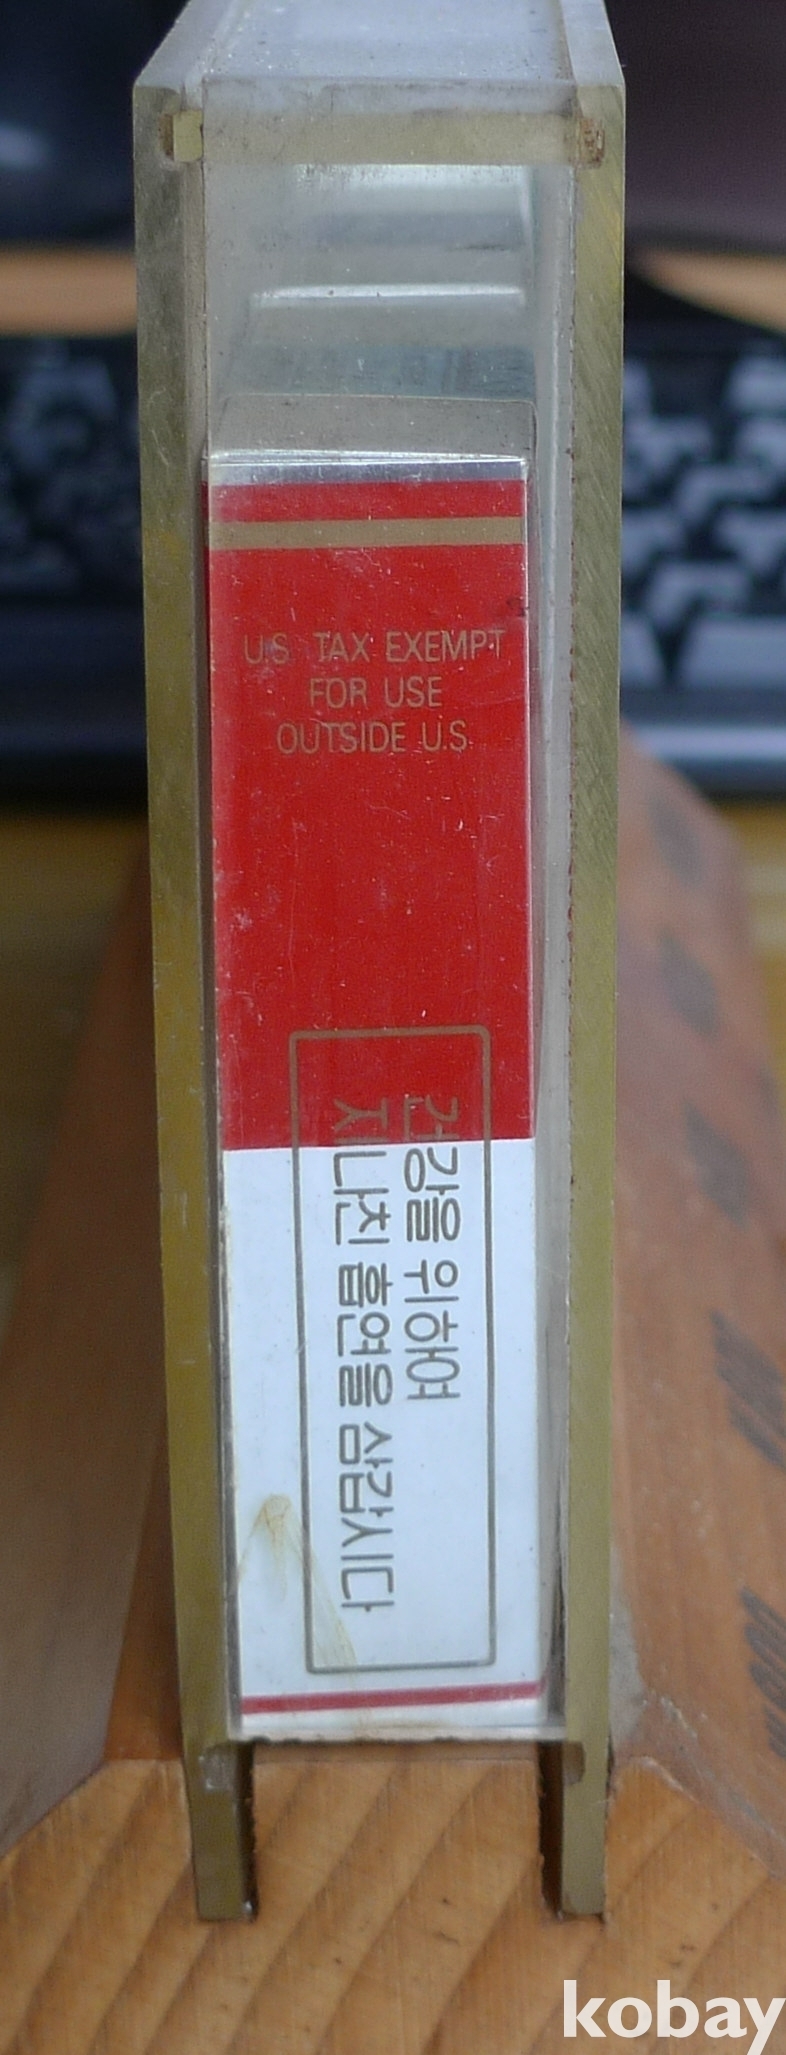 U.S. TAX EXEMPT
FOR USE
OUTSIDE U.S.
건강을 위하여
지나친 흡연을 삼갑시다
kobay